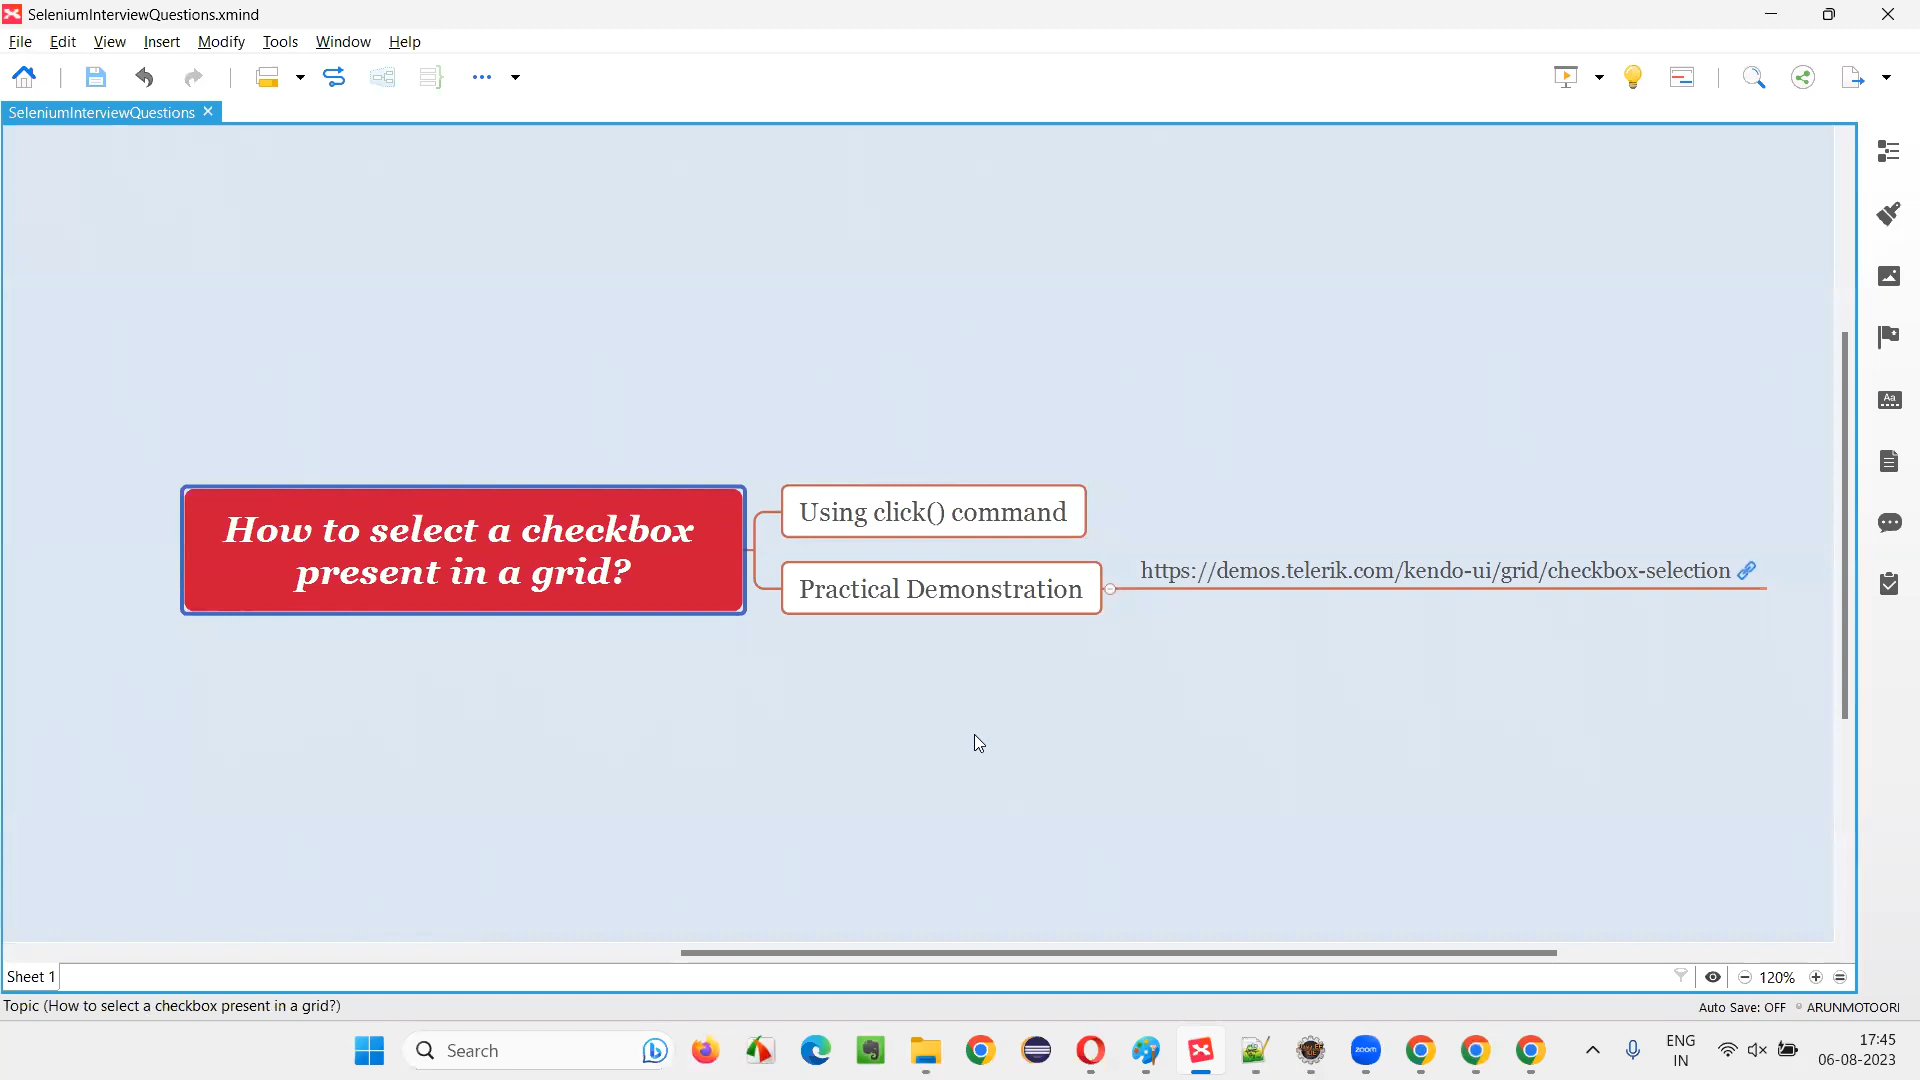 SeleniumInterviewQuestions.xmind
File Edit View Insert Modify Tools Window Help
SeleniumInterviewQuestions
How to select a checkbox
present in a grid?
Using click() command
Practical Demonstration
https://demos.telerik.com/kendo-ui/grid/checkbox-selection
Aa
Sheet 1
120%
Topic (How to select a checkbox present in a grid?)
Auto Save: OFF
ARUNMOTOORI
Search
zoom
ENG
IN
17:45
06-08-2023